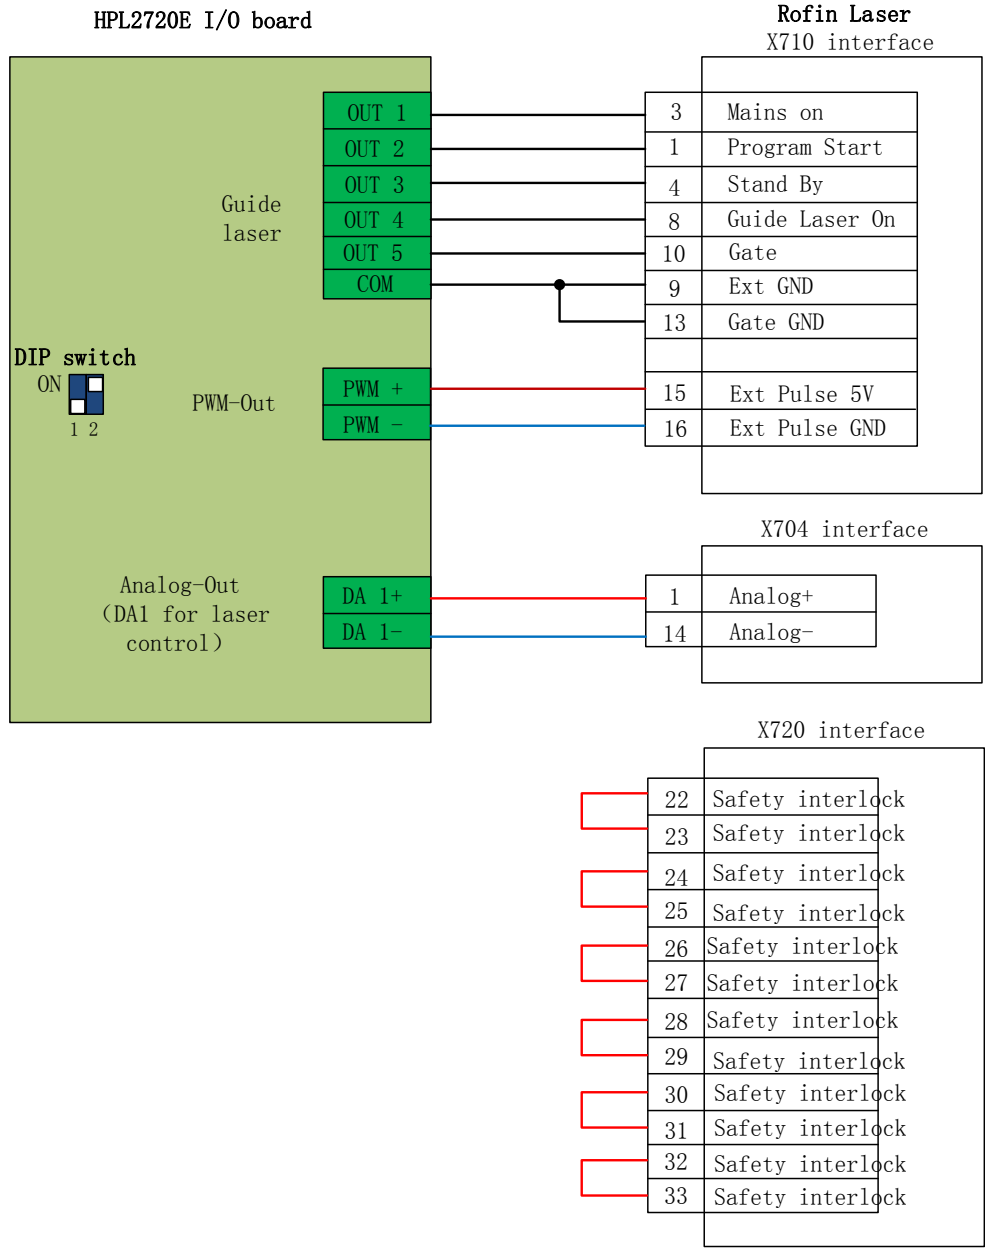 HPL2720E I/O board
Rofin Laser
X710 interface
OUT 1
OUT 2
OUT 3
OUT 4
OUT 5
COM
Guide
laser
3 Mains on
1 Program Start
4 Stand By
8 Guide Laser On
10 Gate
9 Ext GND
13 Gate GND
DIP switch
ON
1 2
PWM-Out
PWM +
PWM -
15 Ext Pulse 5V
16 Ext Pulse GND
X704 interface
Analog-Out
(DA1 for laser
control)
DA 1+
DA 1-
1 Analog+
14 Analog-
X720 interface
22 Safety interlock
23 Safety interlock
24 Safety interlock
25 Safety interlock
26 Safety interlock
27 Safety interlock
28 Safety interlock
29 Safety interlock
30 Safety interlock
31 Safety interlock
32 Safety interlock
33 Safety interlock